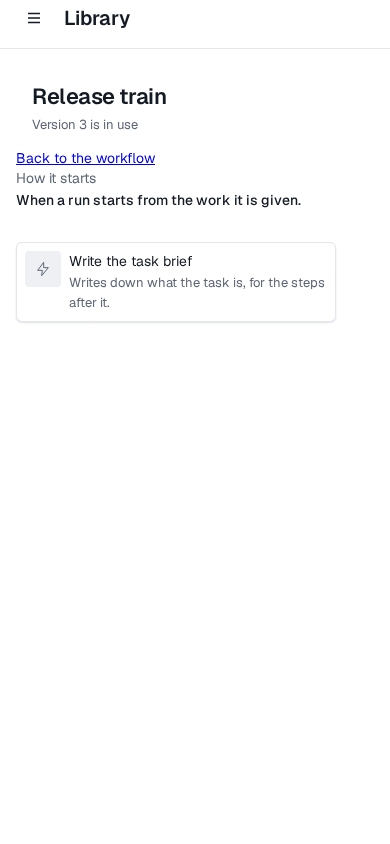 Library
Release train
Version 3 is in use
Back to the workflow
How it starts
When a run starts from the work it is given.
Write the task brief
Writes down what the task is, for the steps
after it.